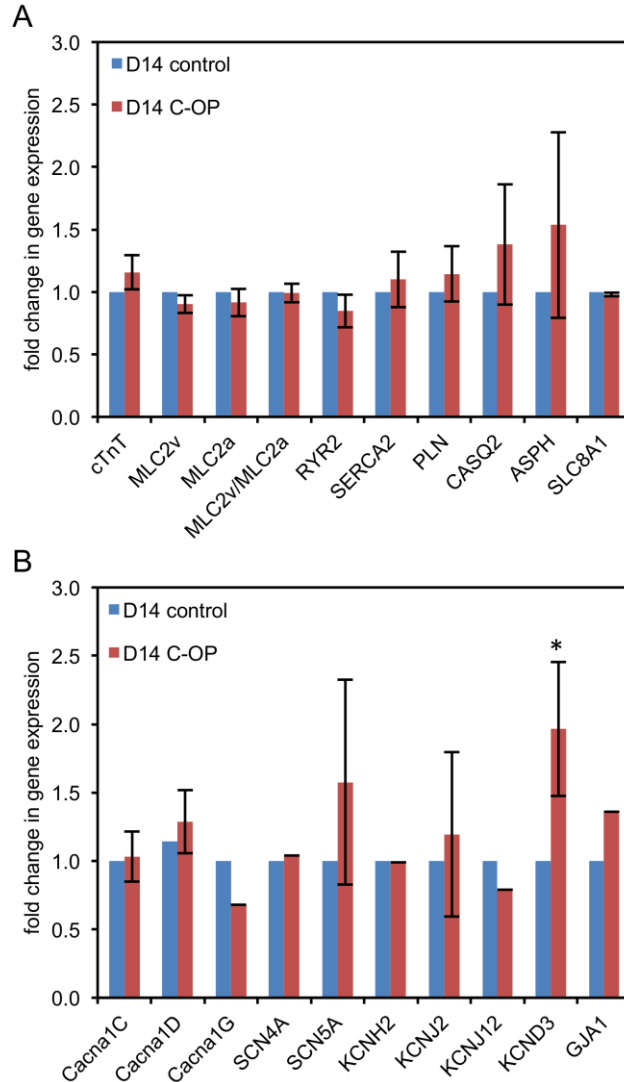 A
fold change in gene expression
3.0
2.5
2.0
1.5
1.0
0.5
0.0
D14 control
D14 C-OP
cTnT
MLC2v
MLC2a
MLC2v/MLC2a
RYR2
SERCA2
PLN
CASQ2
ASPH
SLC8A1
B
fold change in gene expression
3.0
2.5
2.0
1.5
1.0
0.5
0.0
D14 control
D14 C-OP
*
Cacna1C
Cacna1D
Cacna1G
SCN4A
SCN5A
KCNH2
KCNJ2
KCNJ12
KCND3
GJA1